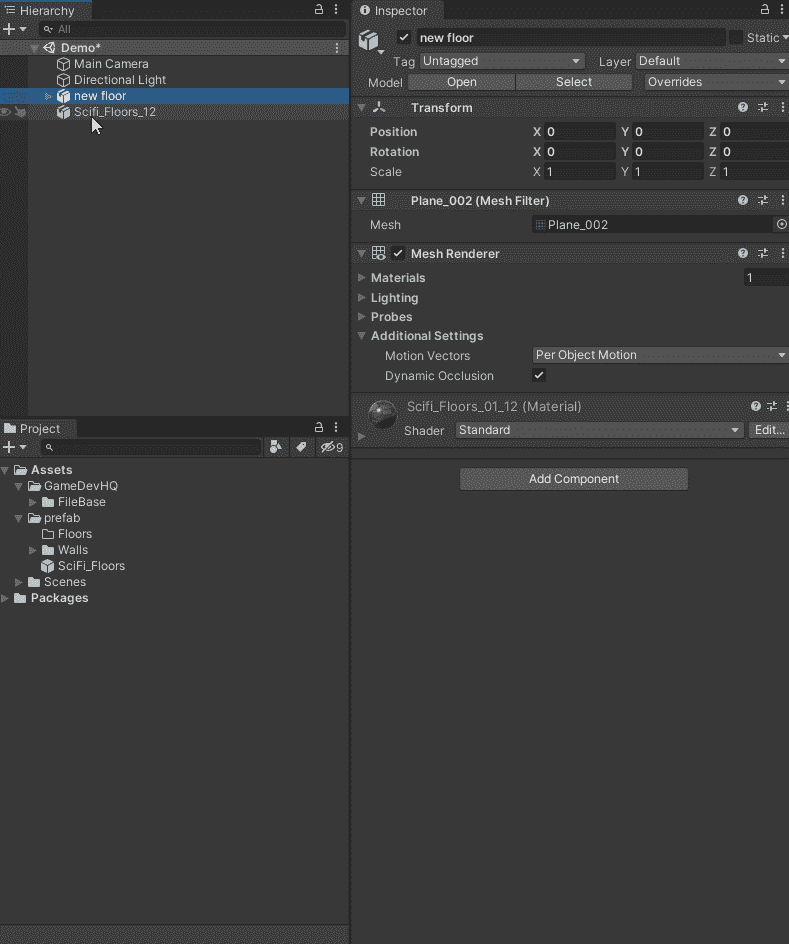 Hierarchy
All
Demo*
Main Camera
Directional Light
new floor
Scifi_Floors_12
Project
9
Assets
GameDevHQ
FileBase
prefab
Floors
Walls
SciFi_Floors
Scenes
Packages
Inspector
new floor Static
Tag Untagged Layer Default
Model Open Select Overrides
Transform
Position X 0 Y 0 Z 0
Rotation X 0 Y 0 Z 0
Scale X 1 Y 1 Z 1
Plane_002 (Mesh Filter)
Mesh Plane_002
Mesh Renderer
Materials 1
Lighting
Probes
Additional Settings
Motion Vectors Per Object Motion
Dynamic Occlusion
Scifi_Floors_01_12 (Material)
Shader Standard Edit...
Add Component